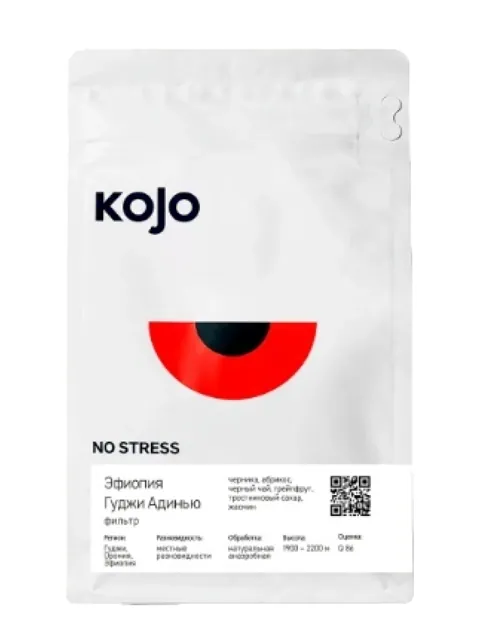 KOJO
NO STRESS
Эфиопия
Гуджи Адинью
фильтр
черника, абрикос,
черный чай, грейпфрут,
тростниковый сахар,
жасмин
Регион:
Гуджи,
Оромия,
Эфиопия
Разновидность:
местные
разновидности
Обработка:
натуральная
анаэробная
Высота:
1900 – 2200 м
Оценка:
Q 86